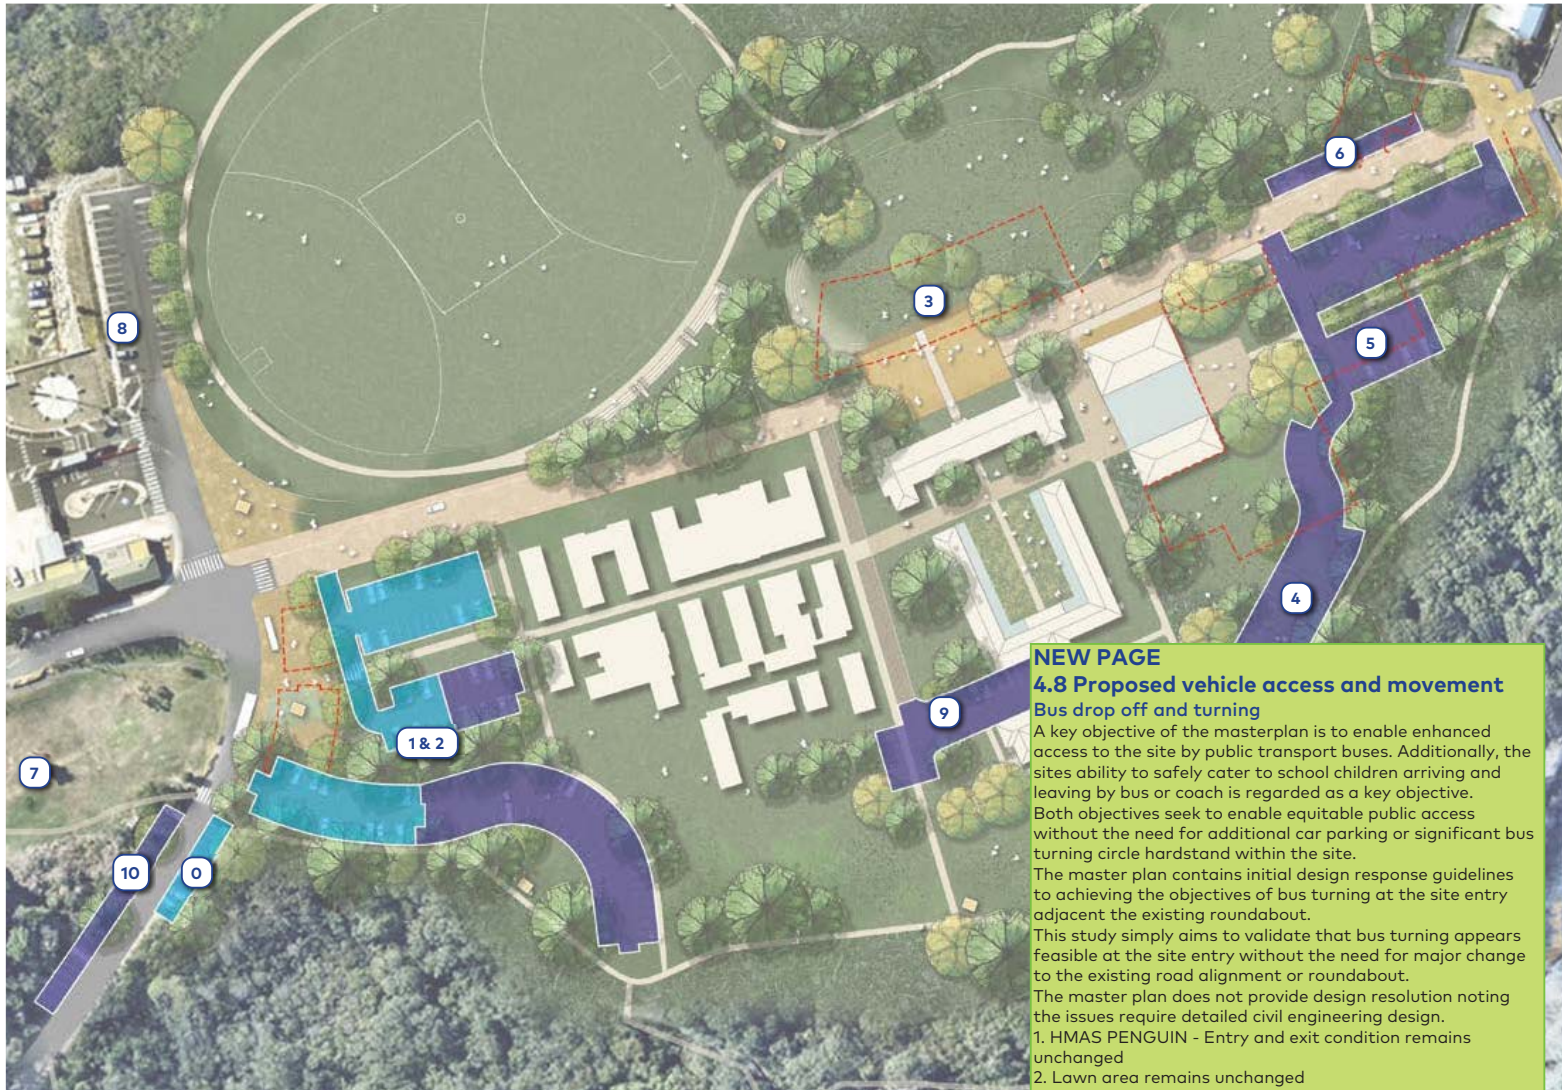 6
3
8
5
4
9
1 & 2
7
10
0
NEW PAGE
4.8 Proposed vehicle access and movement
Bus drop off and turning
A key objective of the masterplan is to enable enhanced
access to the site by public transport buses. Additionally, the
sites ability to safely cater to school children arriving and
leaving by bus or coach is regarded as a key objective.
Both objectives seek to enable equitable public access
without the need for additional car parking or significant bus
turning circle hardstand within the site.
The master plan contains initial design response guidelines
to achieving the objectives of bus turning at the site entry
adjacent the existing roundabout.
This study simply aims to validate that bus turning appears
feasible at the site entry without the need for major change
to the existing road alignment or roundabout.
The master plan does not provide design resolution noting
the issues require detailed civil engineering design.
1. HMAS PENGUIN - Entry and exit condition remains
unchanged
2. Lawn area remains unchanged